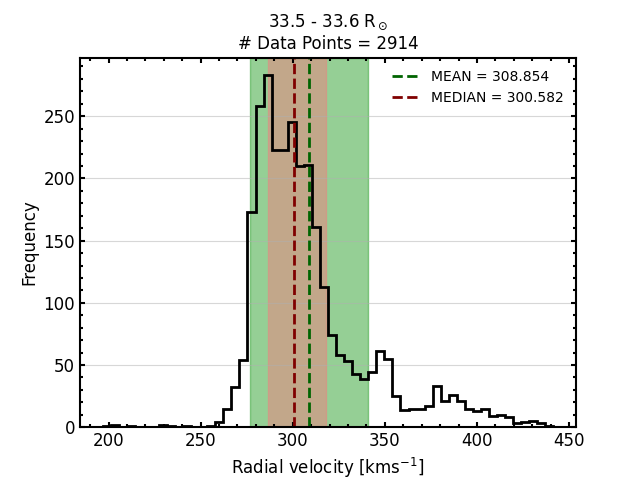 33.5 - 33.6 R⊙
# Data Points = 2914
MEAN = 308.854
MEDIAN = 300.582
Frequency
250
200
150
100
50
0
200 250 300 350 400 450
Radial velocity [kms⁻¹]